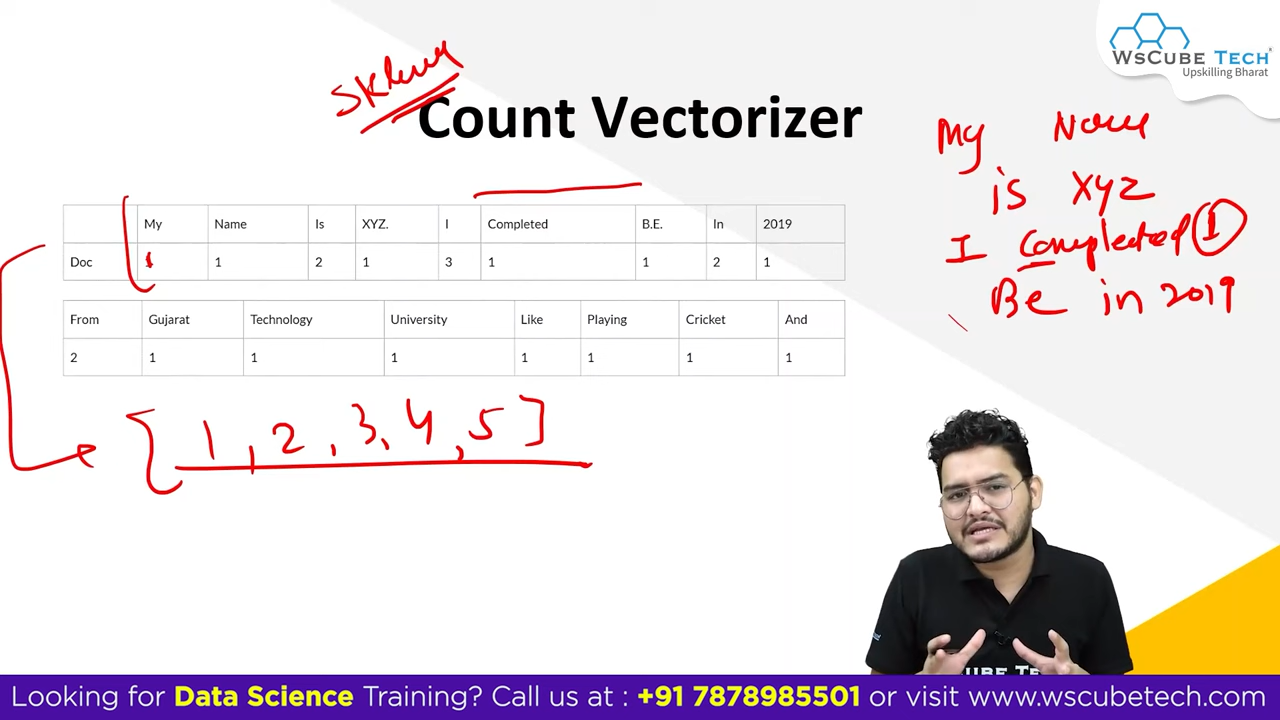 WsCube Tech
Upskilling Bharat
Count Vectorizer
My Name
is xyz
I completed I
Be in 2019
My Name Is XYZ. I Completed B.E. In 2019
Doc 1 1 2 1 3 1 1 2 1
From Gujarat Technology University Like Playing Cricket And
2 1 1 1 1 1 1 1
[ 1 , 2 , 3 , 4 , 5 ]
Looking for Data Science Training? Call us at : +91 7878985501 or visit www.wscubetech.com